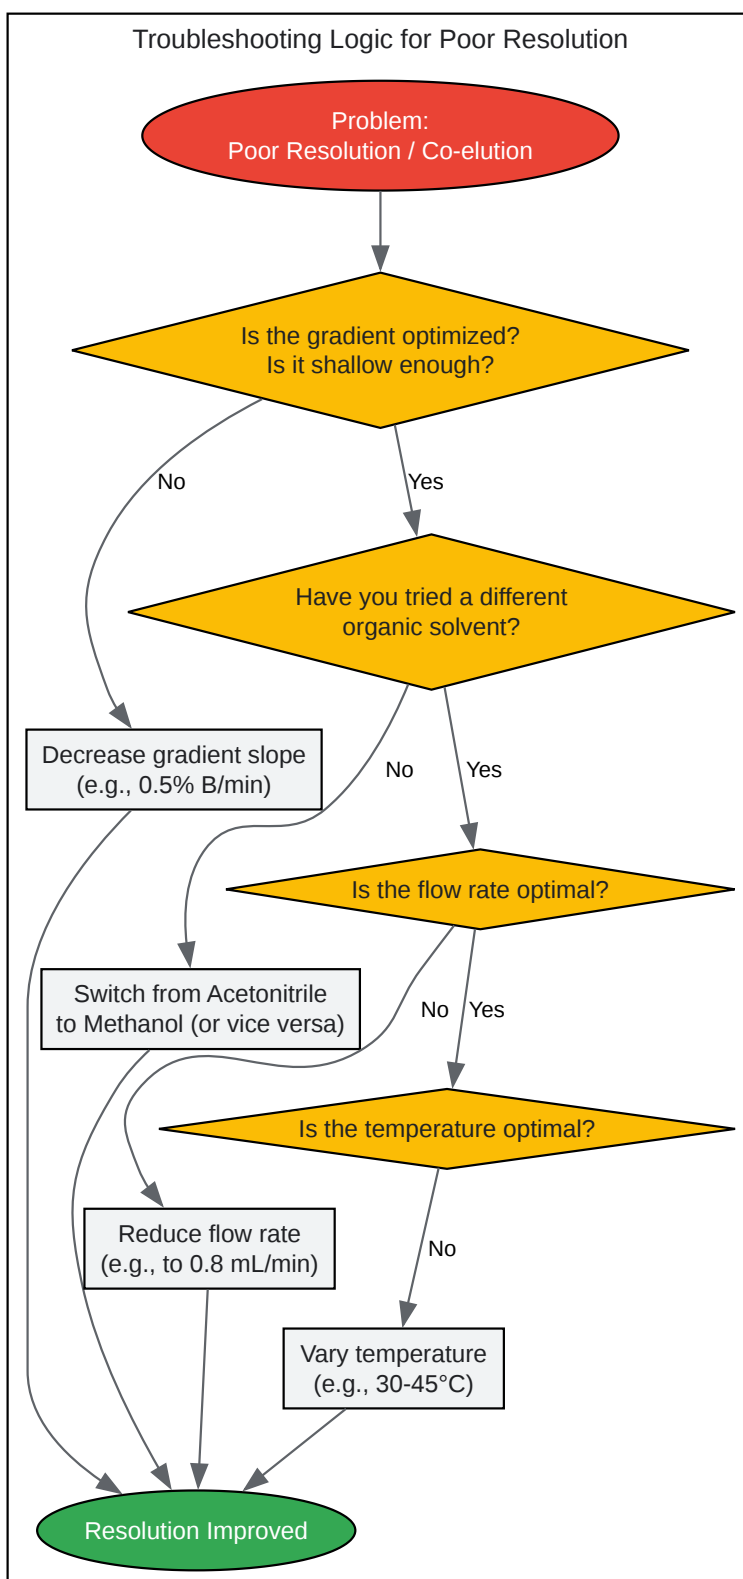 Troubleshooting Logic for Poor Resolution
Problem:
Poor Resolution / Co-elution
Is the gradient optimized?
Is it shallow enough?
No
Yes
Have you tried a different
organic solvent?
Decrease gradient slope
(e.g., 0.5% B/min)
No
Yes
Is the flow rate optimal?
Switch from Acetonitrile
to Methanol (or vice versa)
No
Yes
Is the temperature optimal?
Reduce flow rate
(e.g., to 0.8 mL/min)
No
Vary temperature
(e.g., 30-45°C)
Resolution Improved